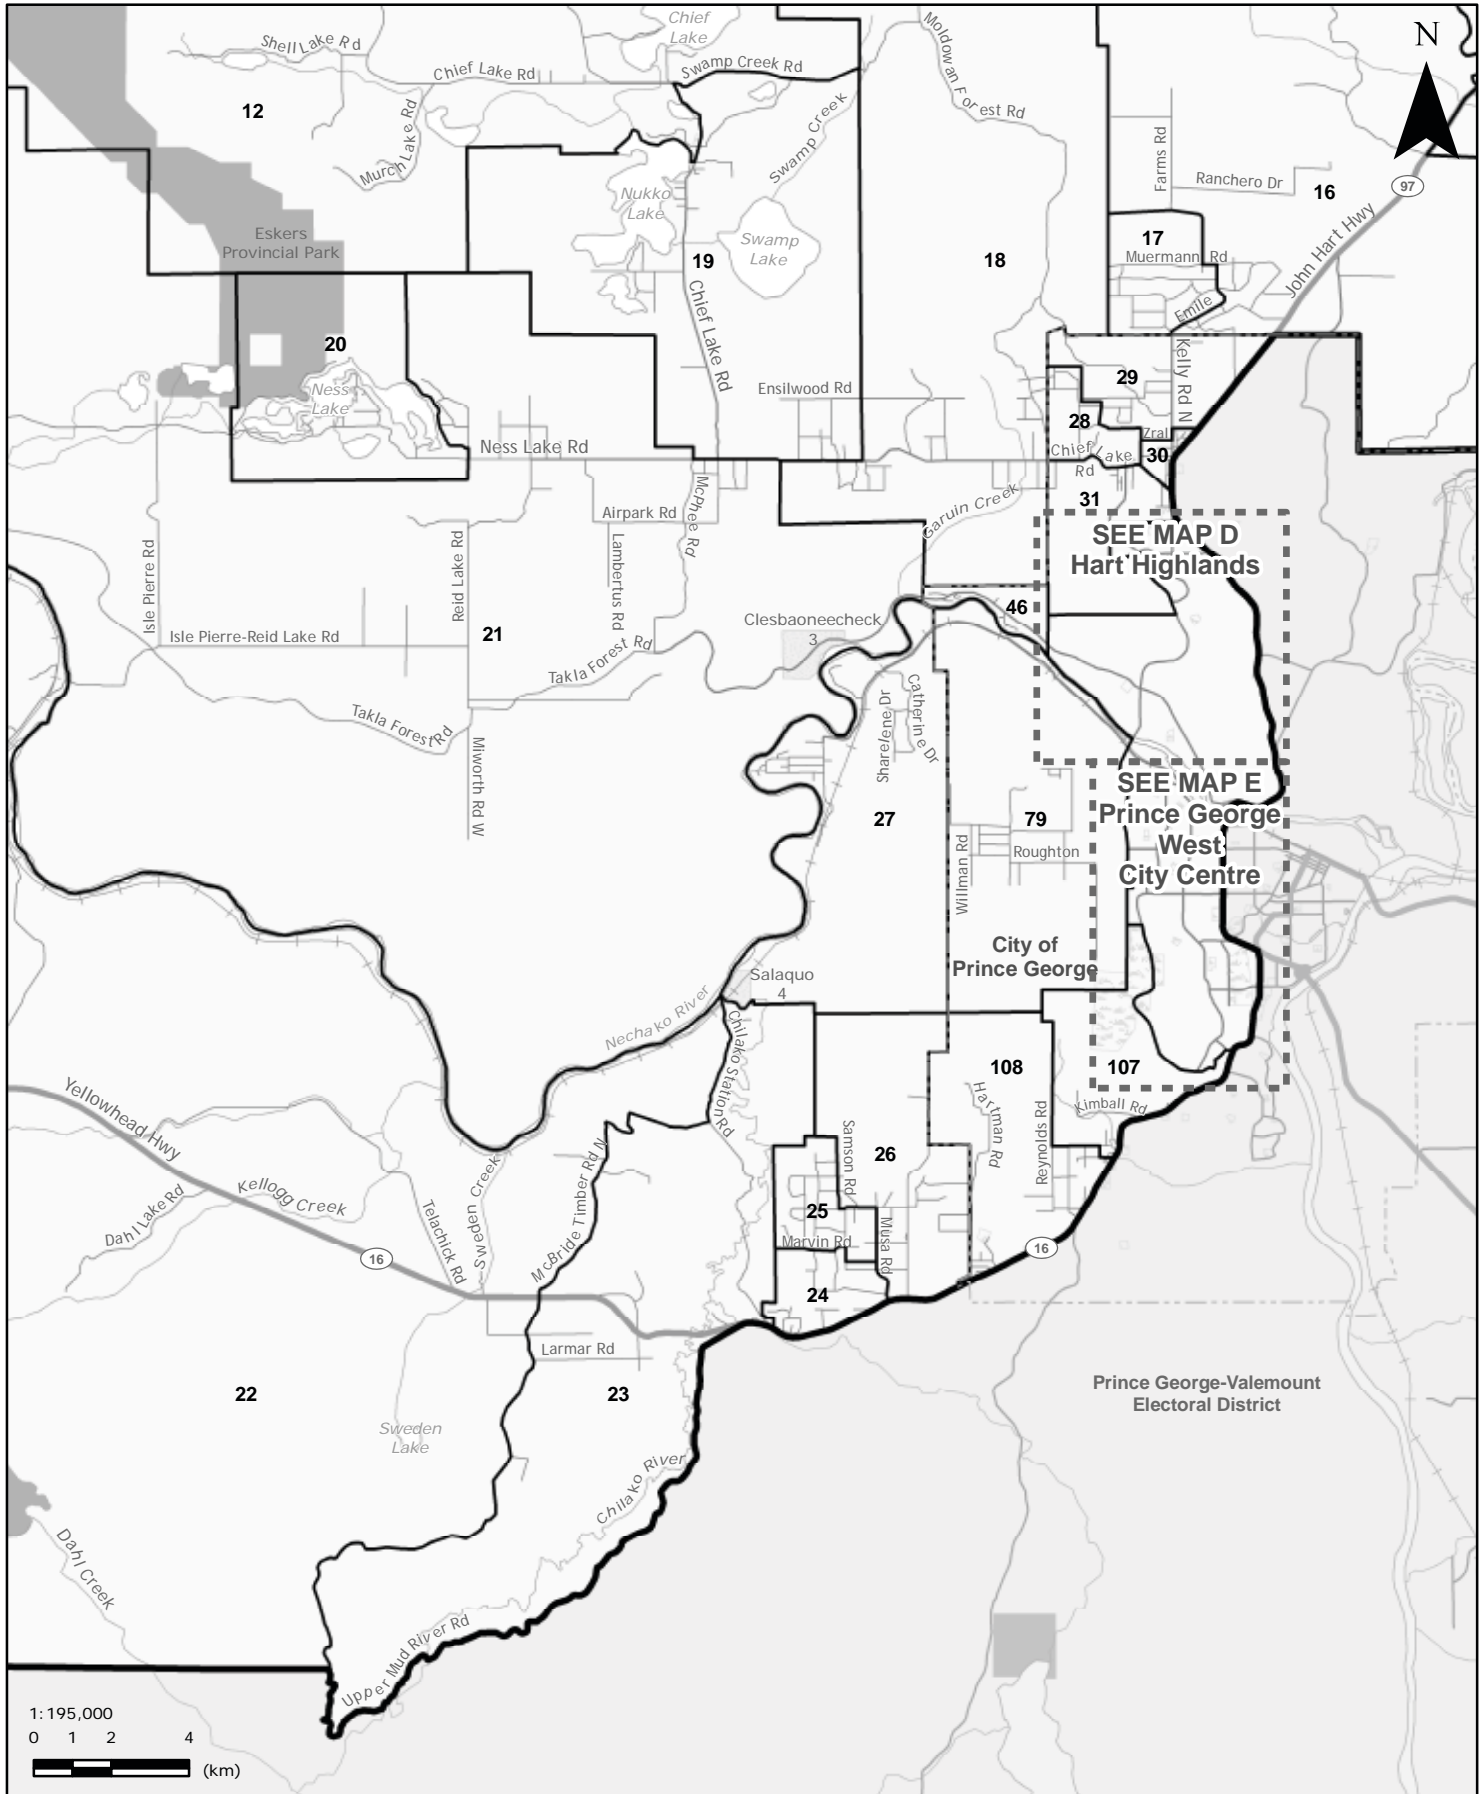 Chief
Lake
N
Shell Lake Rd
Chief Lake Rd
Swamp Creek Rd
Moldowan Forest Rd
12
Murch Lake Rd
Swamp Creek
Farms Rd
Ranchero Dr
16
97
Nukko
Lake
Eskers
Provincial Park
Swamp
Lake
19
18
17
Muermann Rd
John Hart Hwy
Emile
Chief Lake Rd
20
Ness
Lake
Ensilwood Rd
29
Kelly Rd N
28
Zral
Ness Lake Rd
Chief Lake
Rd
30
31
McPhee Rd
Airpark Rd
Garuin Creek
SEE MAP D
Hart Highlands
Isle Pierre Rd
Reid Lake Rd
Lambertus Rd
46
Clesbaoneecheck
3
Isle Pierre-Reid Lake Rd
21
Takla Forest Rd
Takla Forest Rd
Sharelene Dr
Catherine Dr
Miworth Rd W
SEE MAP E
Prince George
West
City Centre
27
79
Roughton
Willman Rd
City of
Prince George
Salaquo
4
Nechako River
Chilako Station Rd
108
107
Yellowhead Hwy
Hartman Rd
Kimball Rd
Reynolds Rd
Samson Rd
26
McBride Timber Rd N
Sweden Creek
Kellogg Creek
Dahl Lake Rd
Telachick Rd
25
Marvin Rd
Musa Rd
16
16
24
Larmar Rd
22
23
Prince George-Valemount
Electoral District
Sweden
Lake
Chilako River
Dahl Creek
Upper Mud River Rd
1:195,000
0 1 2 4
(km)